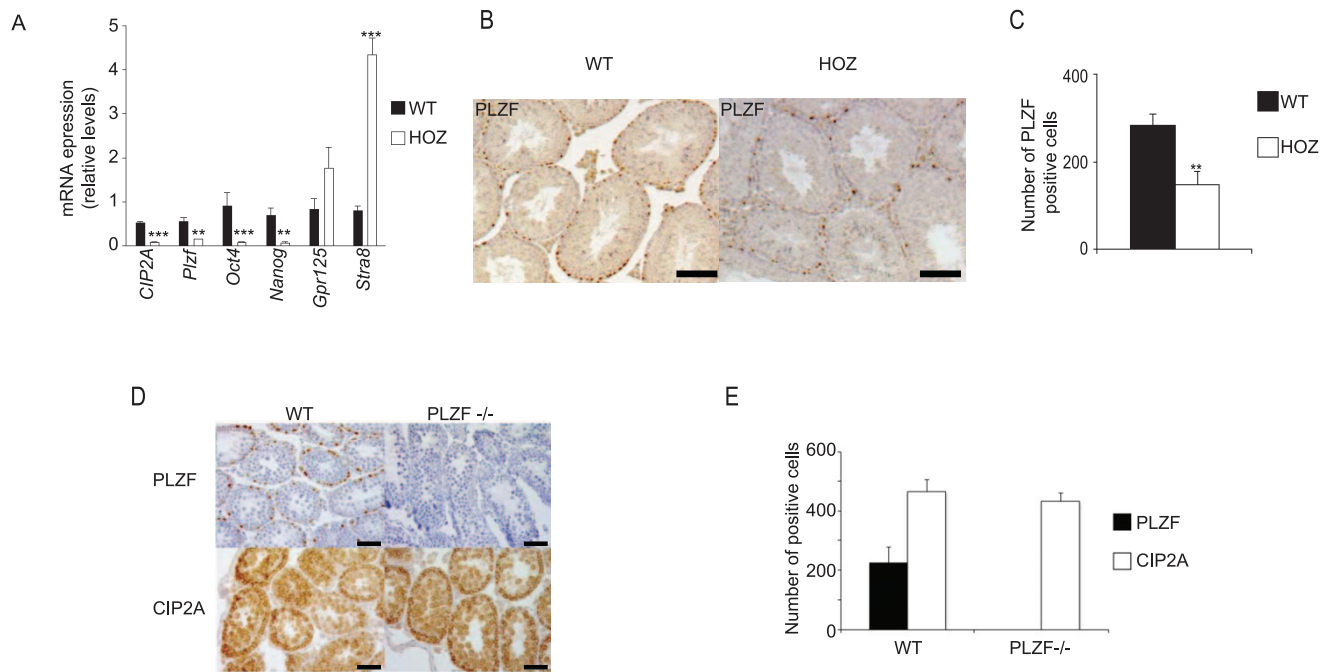 A
mRNA epression
(relative levels)
5
4
3
2
1
0
***
**
***
**
***
CIP2A
Plzf
Oct4
Nanog
Gpr125
Stra8
WT
HOZ
B
WT
HOZ
PLZF
PLZF
C
Number of PLZF
positive cells
400
200
0
**
WT
HOZ
D
WT
PLZF -/-
PLZF
CIP2A
E
Number of positive cells
600
400
200
0
WT
PLZF-/-
PLZF
CIP2A